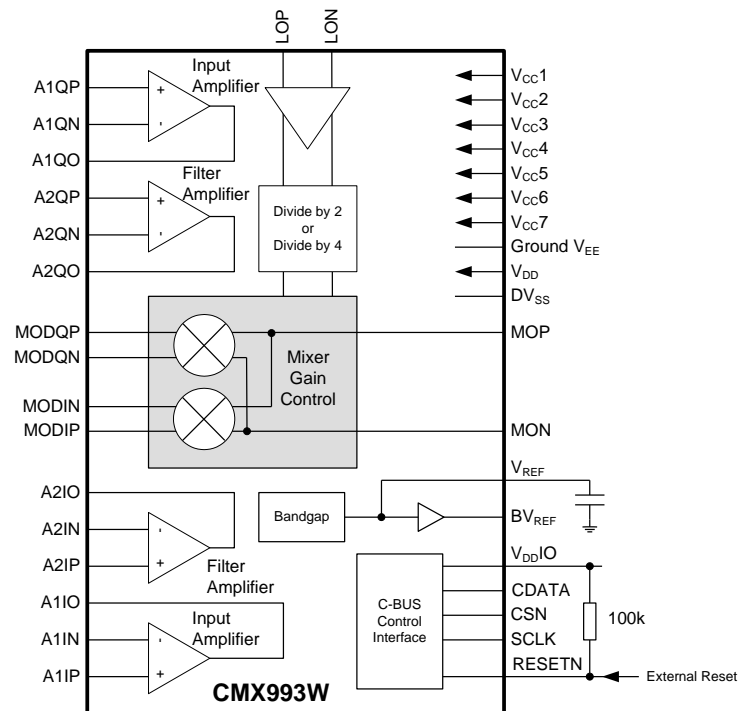 LOP
LON
Input
Amplifier
A1QP
+
A1QN
-
A1QO
Filter
Amplifier
A2QP
+
A2QN
-
A2QO
Divide by 2
or
Divide by 4
VCC1
VCC2
VCC3
VCC4
VCC5
VCC6
VCC7
Ground VEE
VDD
DVSS
MODQP
MODQN
MODIN
MODIP
Mixer
Gain
Control
MOP
MON
A2IO
A2IN
-
A2IP
+
Filter
Amplifier
A1IO
Input
Amplifier
A1IN
-
A1IP
+
Bandgap
VREF
BVREF
C-BUS
Control
Interface
VDDIO
CDATA
CSN
SCLK
RESETN
100k
External Reset
CMX993W